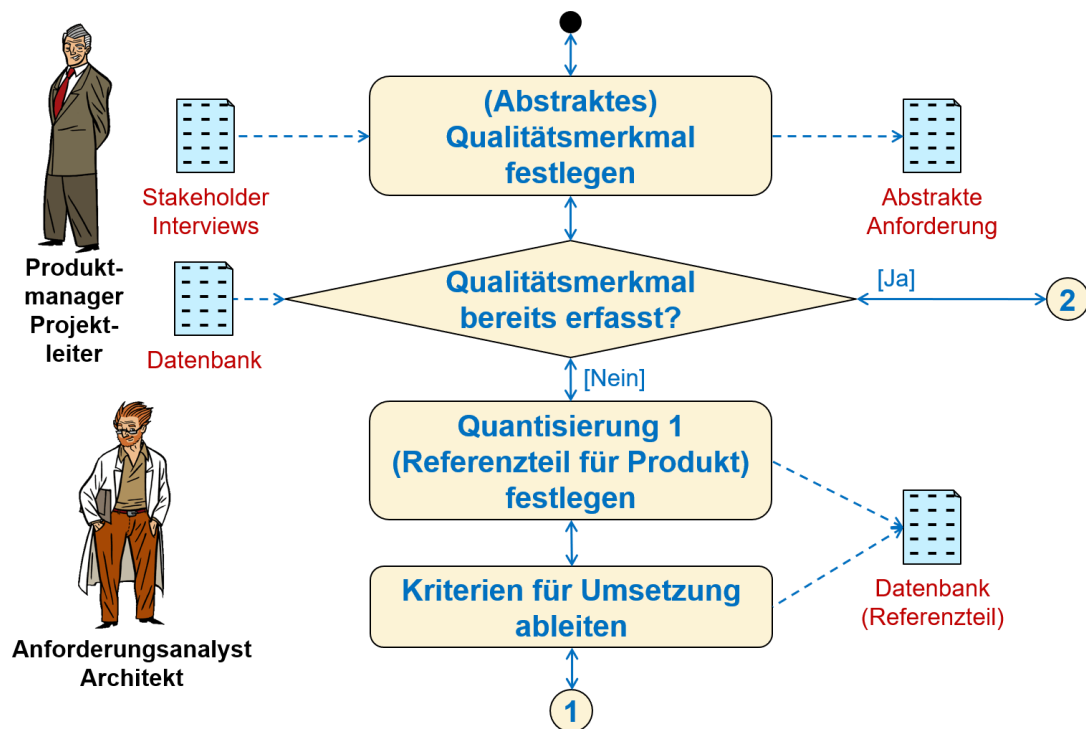 (Abstraktes)
Qualitätsmerkmal
festlegen
Stakeholder
Interviews
Abstrakte
Anforderung
Produkt-
manager
Projekt-
leiter
Qualitätsmerkmal
bereits erfasst?
[Ja]
2
Datenbank
[Nein]
Quantisierung 1
(Referenzteil für Produkt)
festlegen
Kriterien für Umsetzung
ableiten
Datenbank
(Referenzteil)
Anforderungsanalyst
Architekt
1